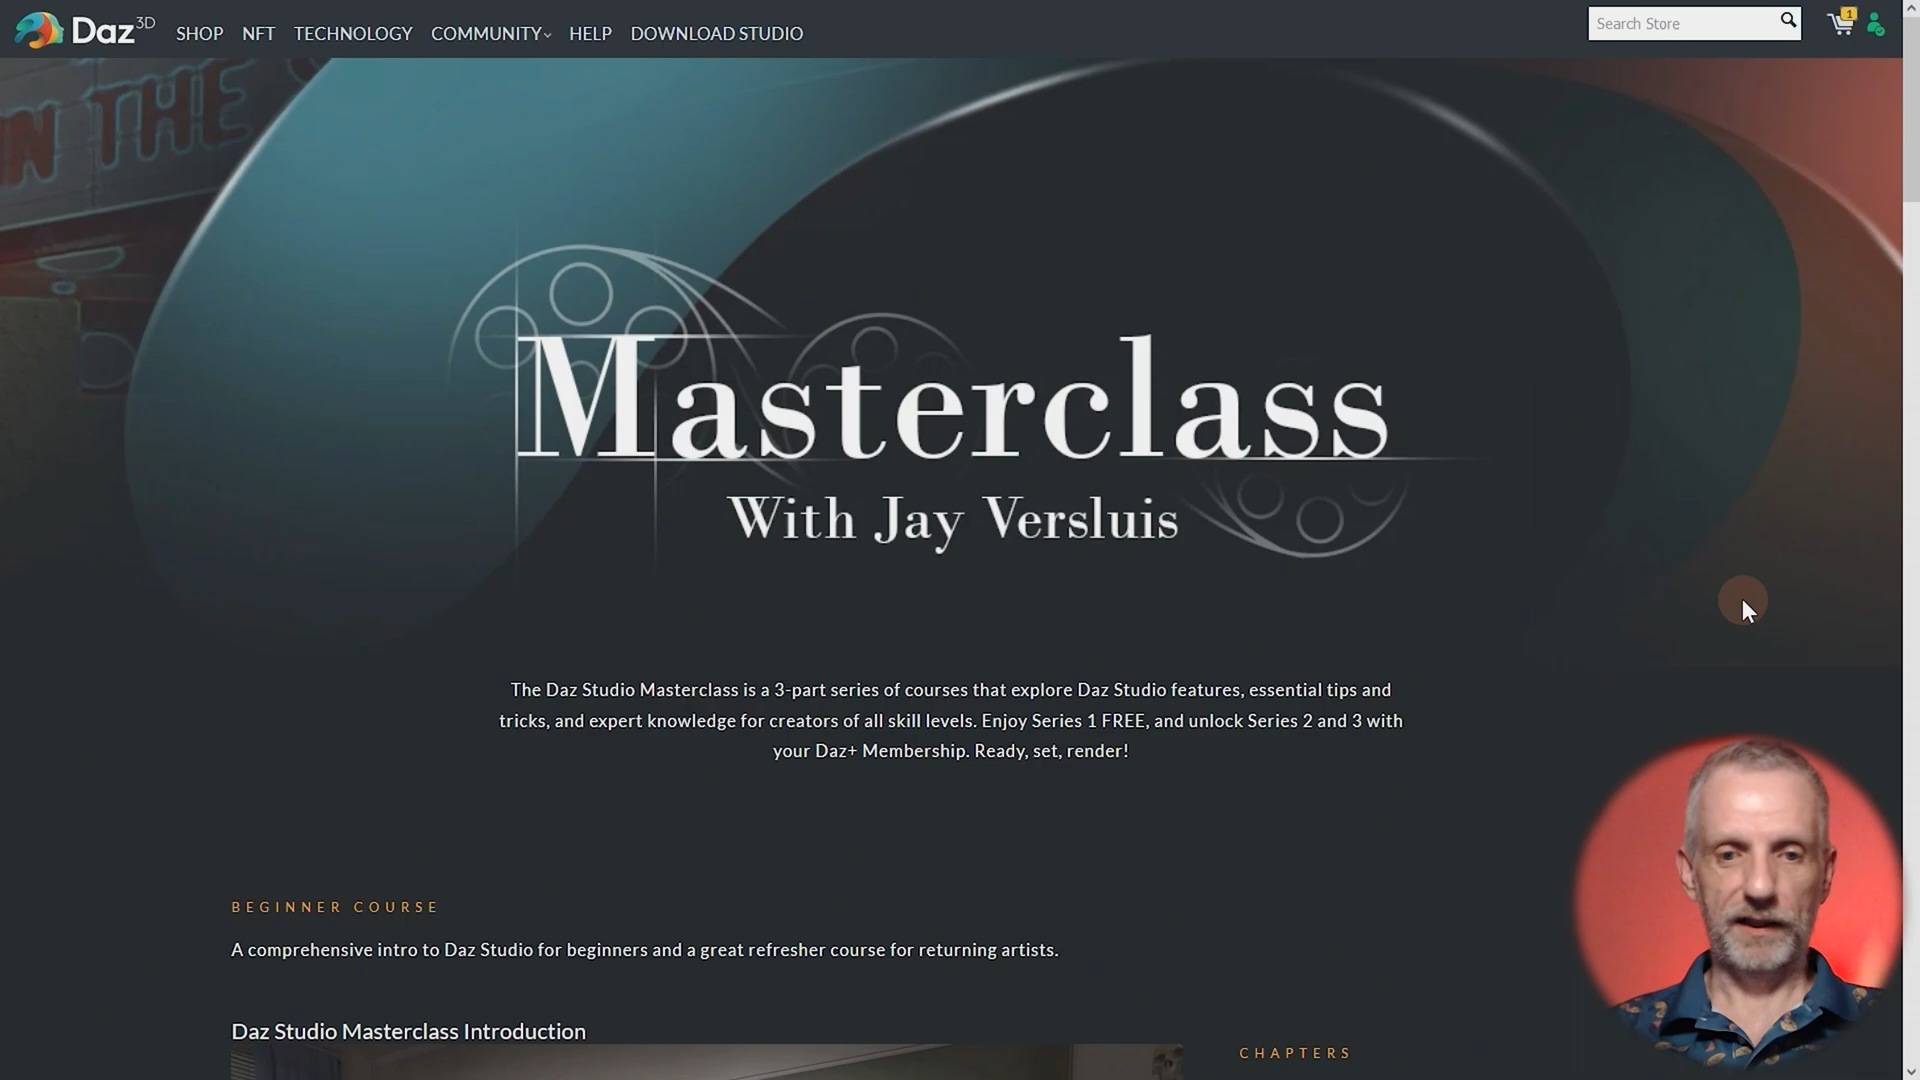 Daz 3D SHOP NFT TECHNOLOGY COMMUNITY HELP DOWNLOAD STUDIO Search Store 1
IN THE
Masterclass
With Jay Versluis
The Daz Studio Masterclass is a 3-part series of courses that explore Daz Studio features, essential tips and
tricks, and expert knowledge for creators of all skill levels. Enjoy Series 1 FREE, and unlock Series 2 and 3 with
your Daz+ Membership. Ready, set, render!
BEGINNER COURSE
A comprehensive intro to Daz Studio for beginners and a great refresher course for returning artists.
Daz Studio Masterclass Introduction
CHAPTERS